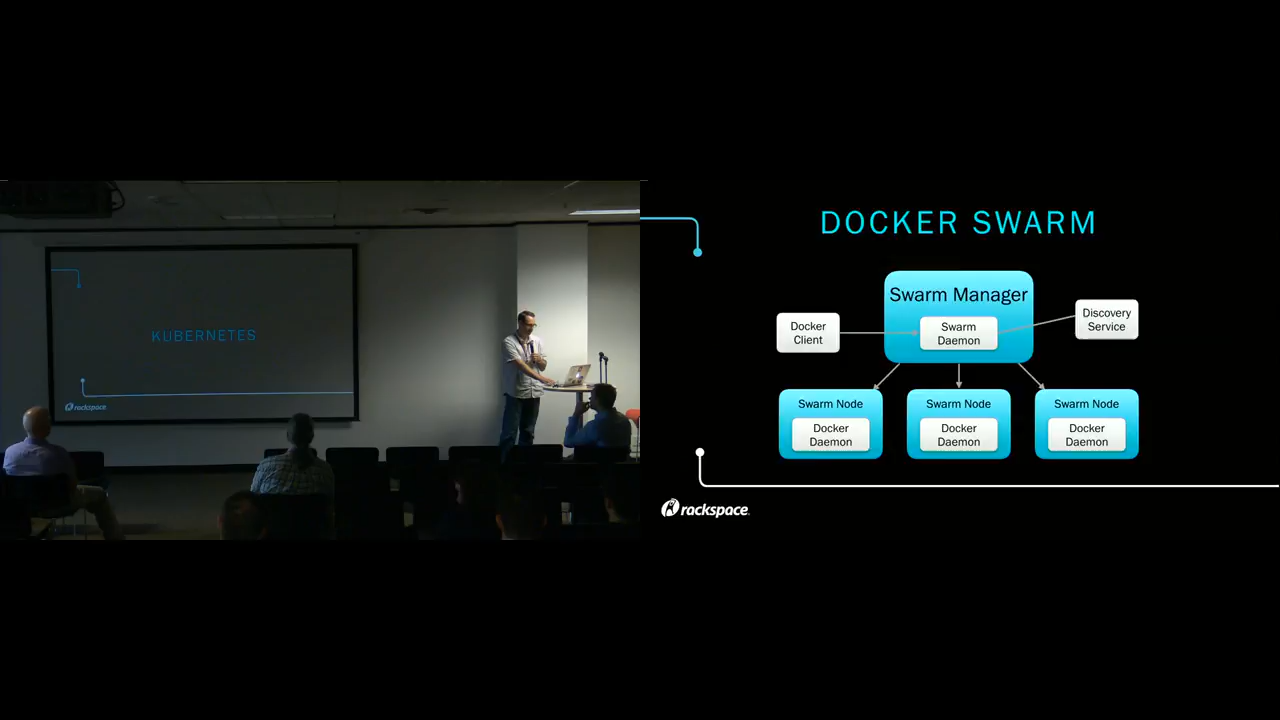 KUBERNETES
rackspace
DOCKER SWARM
Swarm Manager
Docker
Client
Swarm
Daemon
Discovery
Service
Swarm Node
Docker
Daemon
Swarm Node
Docker
Daemon
Swarm Node
Docker
Daemon
rackspace